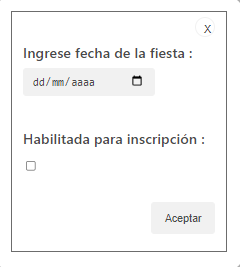 X
Ingrese fecha de la fiesta :
dd/mm/aaaa
Habilitada para inscripción :
Aceptar